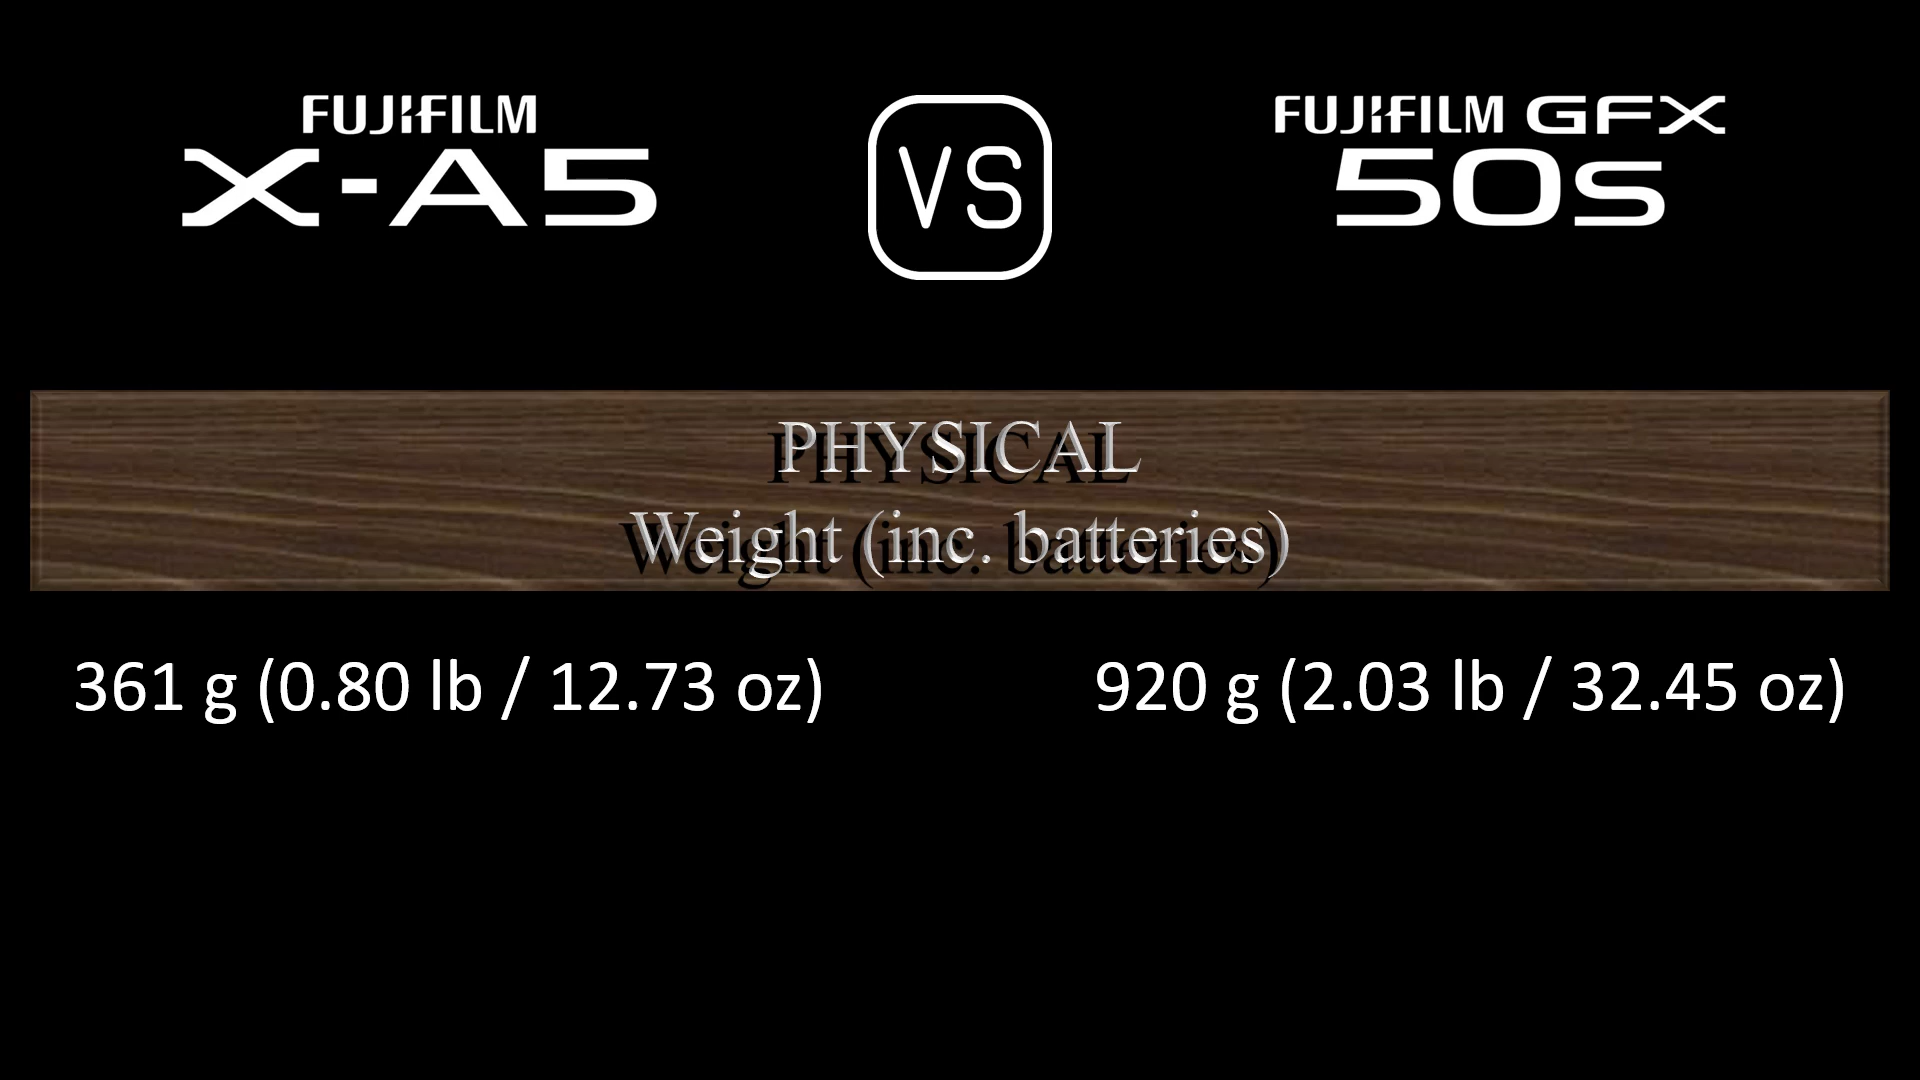 FUJIFILM
X-A5
VS
FUJIFILM GFX
50s
PHYSICAL
Weight (inc. batteries)
361 g (0.80 lb / 12.73 oz)
920 g (2.03 lb / 32.45 oz)